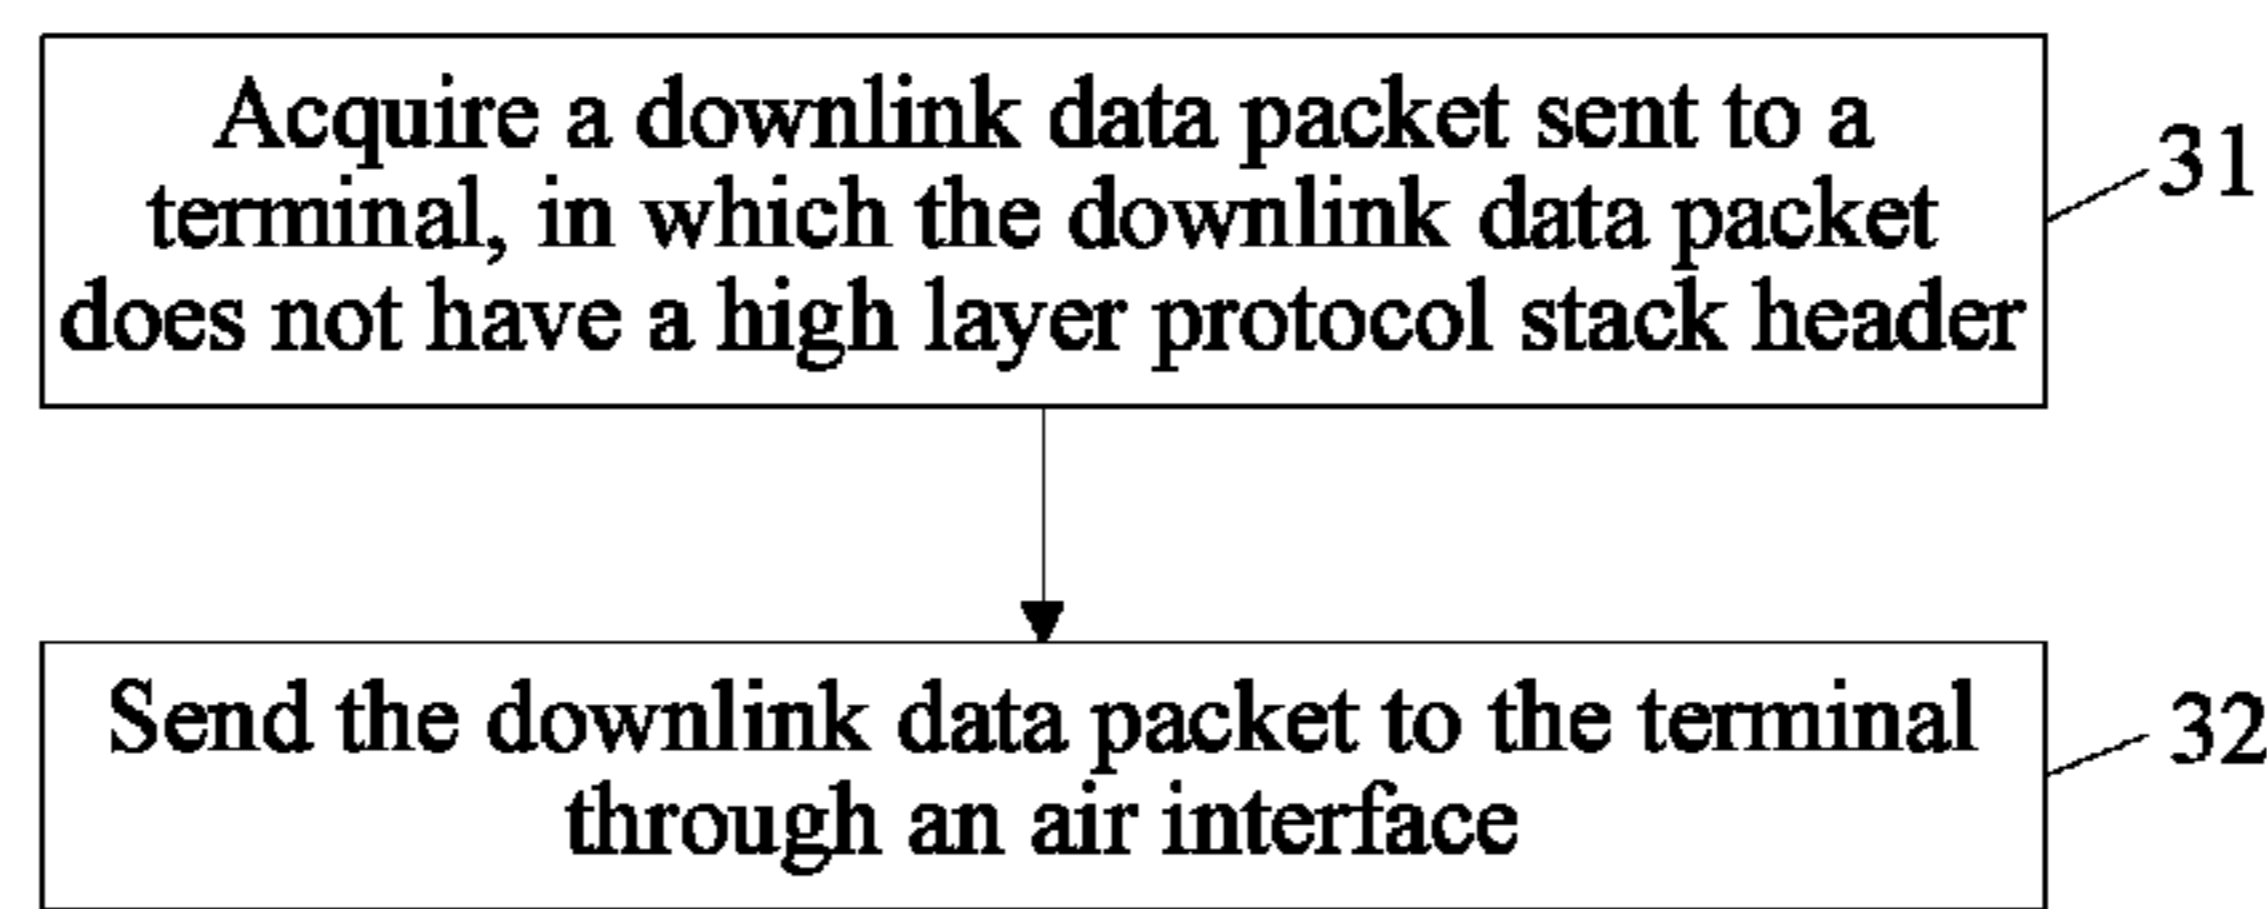 Acquire a downlink data packet sent to a
terminal, in which the downlink data packet
does not have a high layer protocol stack header
31
Send the downlink data packet to the terminal
through an air interface
32